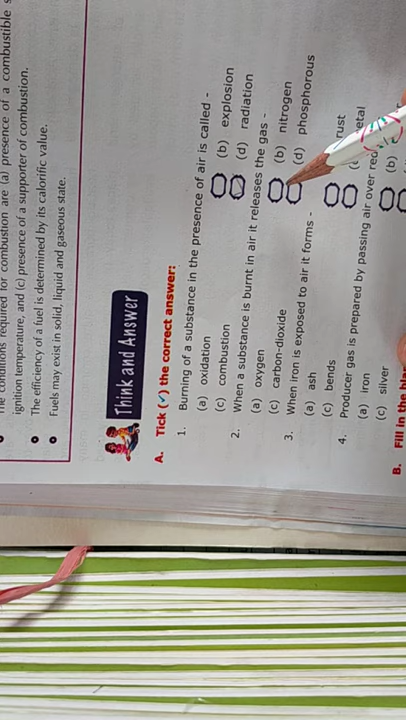 The conditions required for combustion are (a) presence of a combustible
ignition temperature, and (c) presence of a supporter of combustion.
The efficiency of a fuel is determined by its calorific value.
Fuels may exist in solid, liquid and gaseous state.
Think and Answer
A. Tick (✓) the correct answer:
1. Burning of a substance in the presence of air is called -
(a) oxidation (b) explosion
(c) combustion (d) radiation
2. When a substance is burnt in air it releases the gas -
(a) oxygen (b) nitrogen
(c) carbon-dioxide (d) phosphorous
3. When iron is exposed to air it forms -
(a) ash rust
(c) bends
4. Producer gas is prepared by passing air over red
(a) iron (b)
(c) silver
B. Fill in the